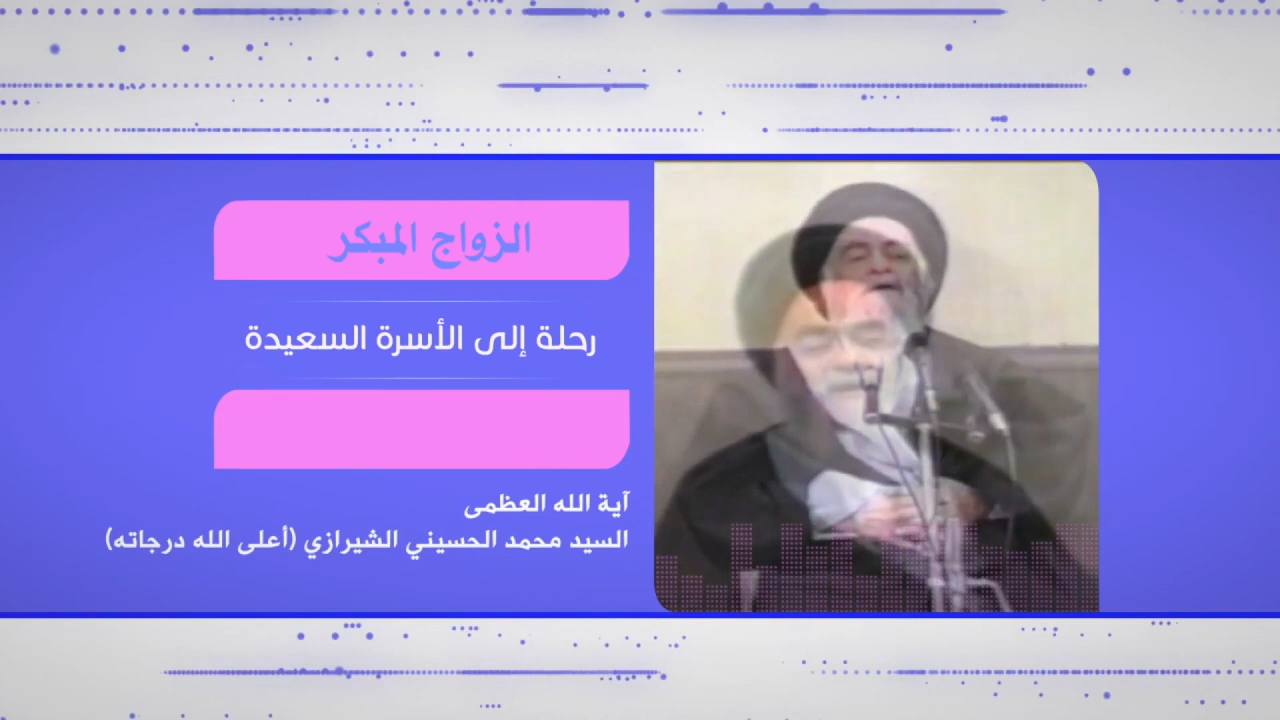 الزواج المبكر
رحلة إلى الأسرة السعيدة
آية الله العظمى
السيد محمد الحسيني الشيرازي (أعلى الله درجاته)